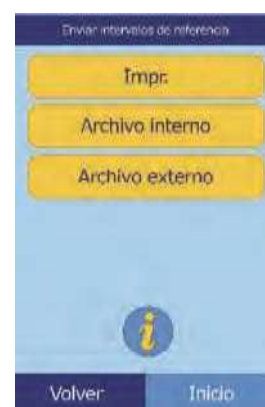 Enviar intervalos de referencia
Impr.
Archivo interno
Archivo externo
i
Volver
Inicio